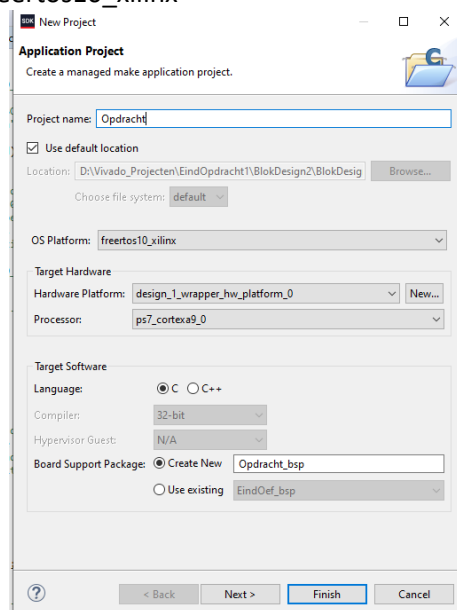 eertos10_xilinx
SDK New Project
Application Project
Create a managed make application project.
Project name: Opdracht
Use default location
Location: D:\Vivado_Projecten\EindOpdracht1\BlokDesign2\BlokDesig Browse...
Choose file system: default
OS Platform: freertos10_xilinx
Target Hardware
Hardware Platform: design_1_wrapper_hw_platform_0 New...
Processor: ps7_cortexa9_0
Target Software
Language: C C++
Compiler: 32-bit
Hypervisor Guest: N/A
Board Support Package: Create New Opdracht_bsp
Use existing EindOef_bsp
? < Back Next > Finish Cancel